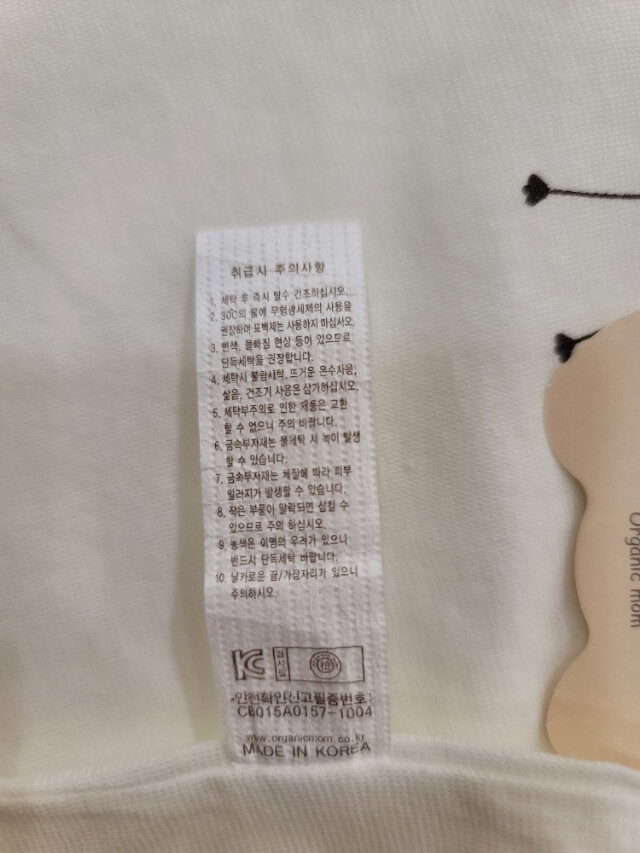 취급시 주의사항
1. 세탁 후 즉시 탈수 건조하십시오.
2. 30℃의 물에 무형광세제의 사용을
권장하며 표백제는 사용하지 마십시오.
3. 변색, 물빠짐 현상 등이 있으므로
단독세탁을 권장합니다.
4. 세탁시 불림세탁, 뜨거운 온수사용,
삶음, 건조기 사용은 삼가하십시오.
5. 세탁부주의로 인한 제품은 교환
할 수 없으니 주의 바랍니다.
6. 금속부자재는 물세탁 시 녹이 발생
할 수 있습니다.
7. 금속부자재는 체질에 따라 피부
알러지가 발생할 수 있습니다.
8. 작은 부품이 탈락되면 삼킬 수
있으므로 주의 하십시오.
9. 농색은 이염의 우려가 있으니
반드시 단독세탁 바랍니다.
10. 날카로운 끝/가장자리가 있으니
주의하시오.
검사필
안전확인신고필증번호:
CB015A0157-1004
www.organicmom.co.kr
MADE IN KOREA
Organic mom